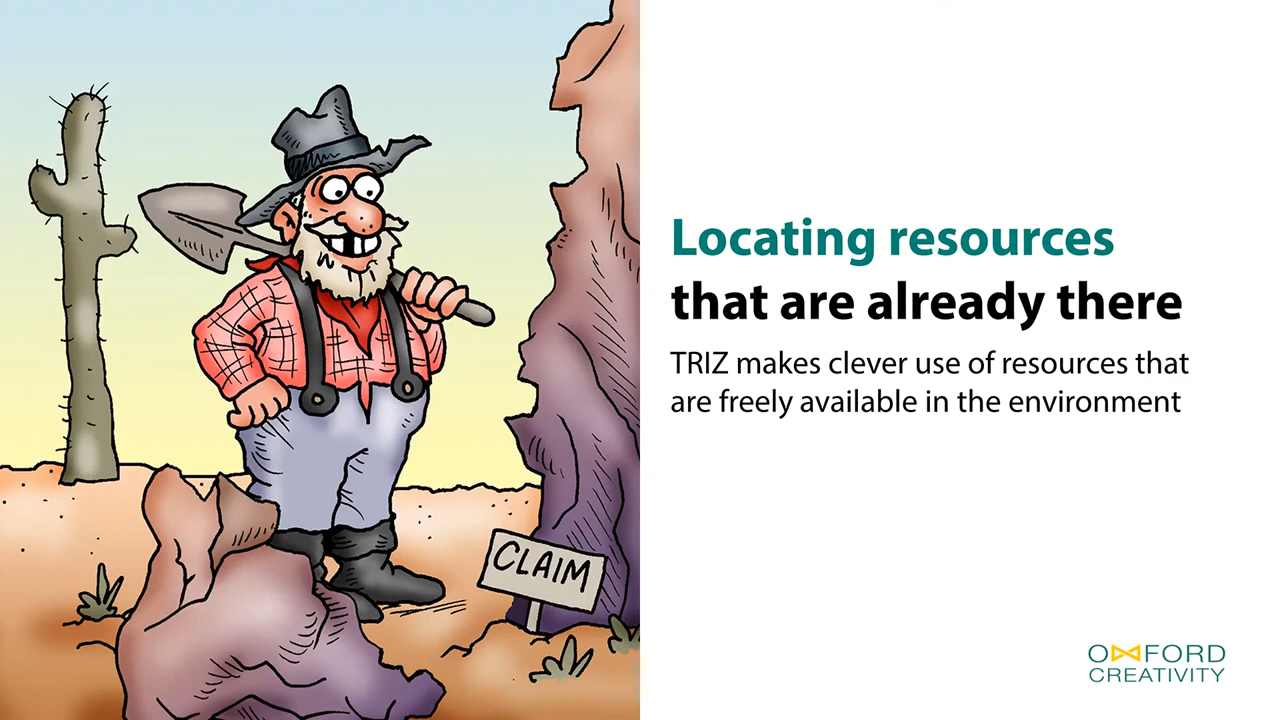 CLAIM
Locating resources
that are already there
TRIZ makes clever use of resources that
are freely available in the environment
OXFORD
CREATIVITY